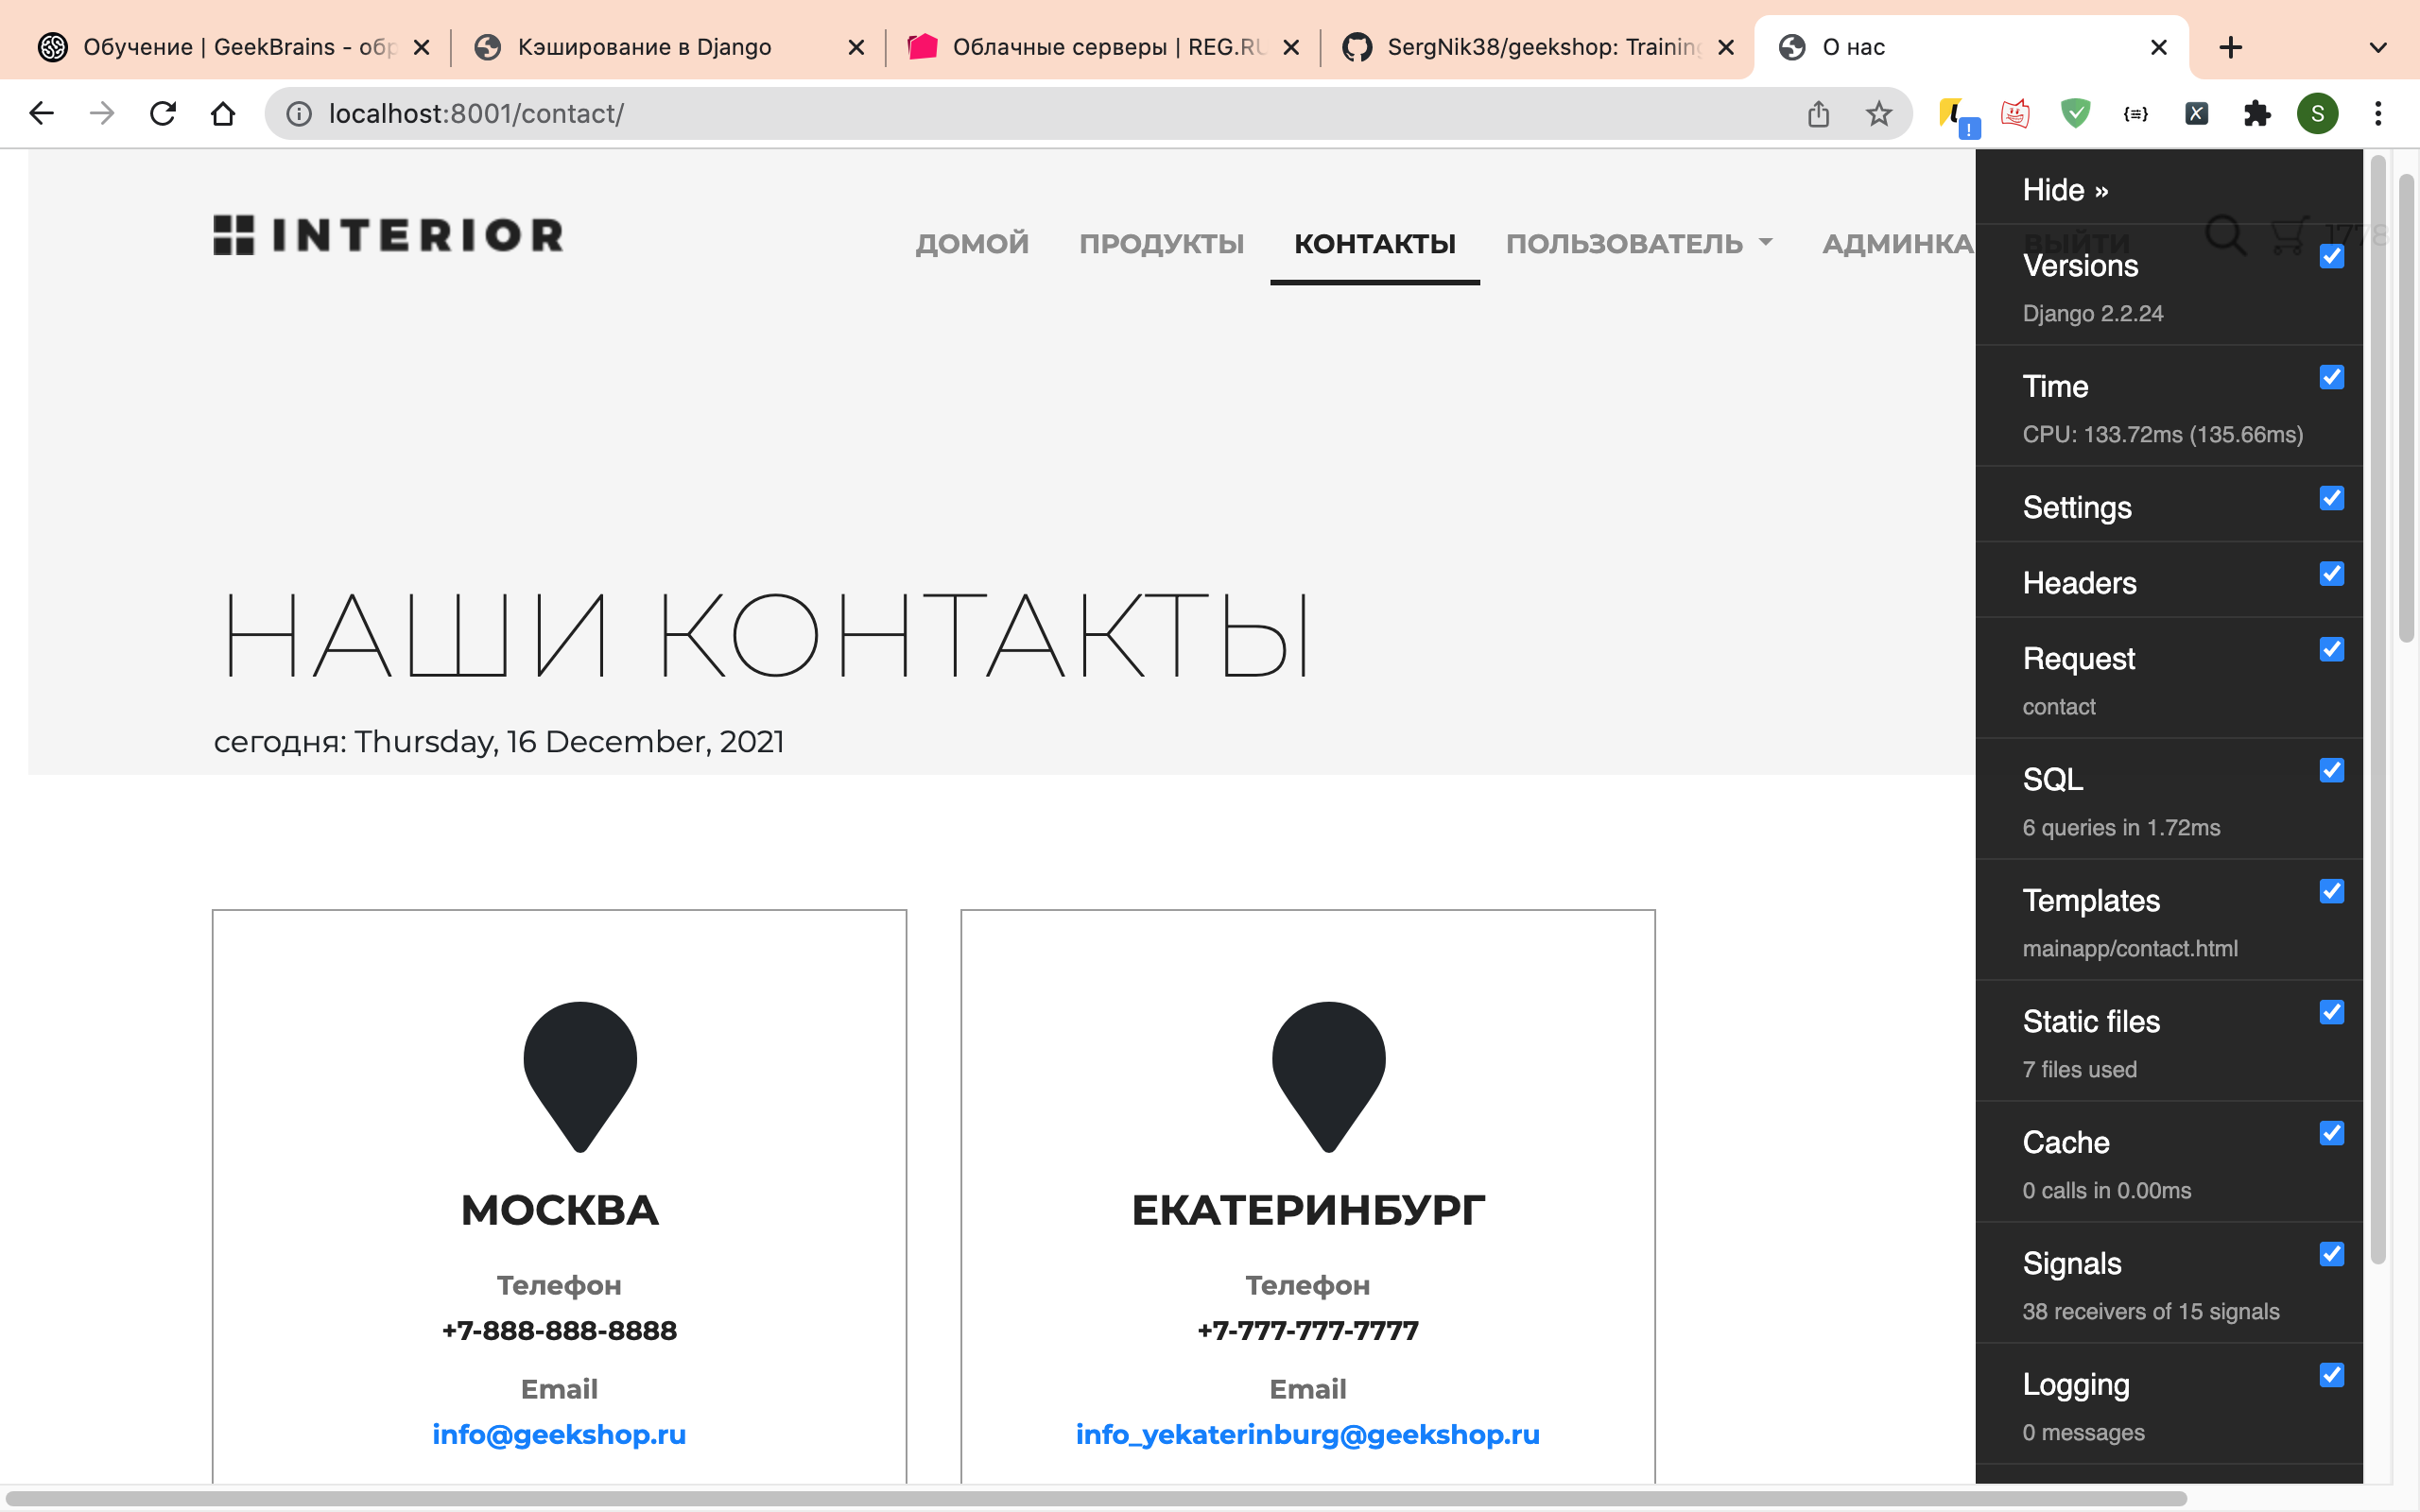 Обучение | GeekBrains - обр
Кэширование в Django
Облачные серверы | REG.RU
SergNik38/geekshop: Training
О нас
localhost:8001/contact/
S
INTERIOR
ДОМОЙ
ПРОДУКТЫ
КОНТАКТЫ
ПОЛЬЗОВАТЕЛЬ
АДМИНКА
ВЫЙТИ
1778
НАШИ КОНТАКТЫ
сегодня: Thursday, 16 December, 2021
МОСКВА
Телефон
+7-888-888-8888
Email
info@geekshop.ru
ЕКАТЕРИНБУРГ
Телефон
+7-777-777-7777
Email
info_yekaterinburg@geekshop.ru
Hide »
Versions
Django 2.2.24
Time
CPU: 133.72ms (135.66ms)
Settings
Headers
Request
contact
SQL
6 queries in 1.72ms
Templates
mainapp/contact.html
Static files
7 files used
Cache
0 calls in 0.00ms
Signals
38 receivers of 15 signals
Logging
0 messages